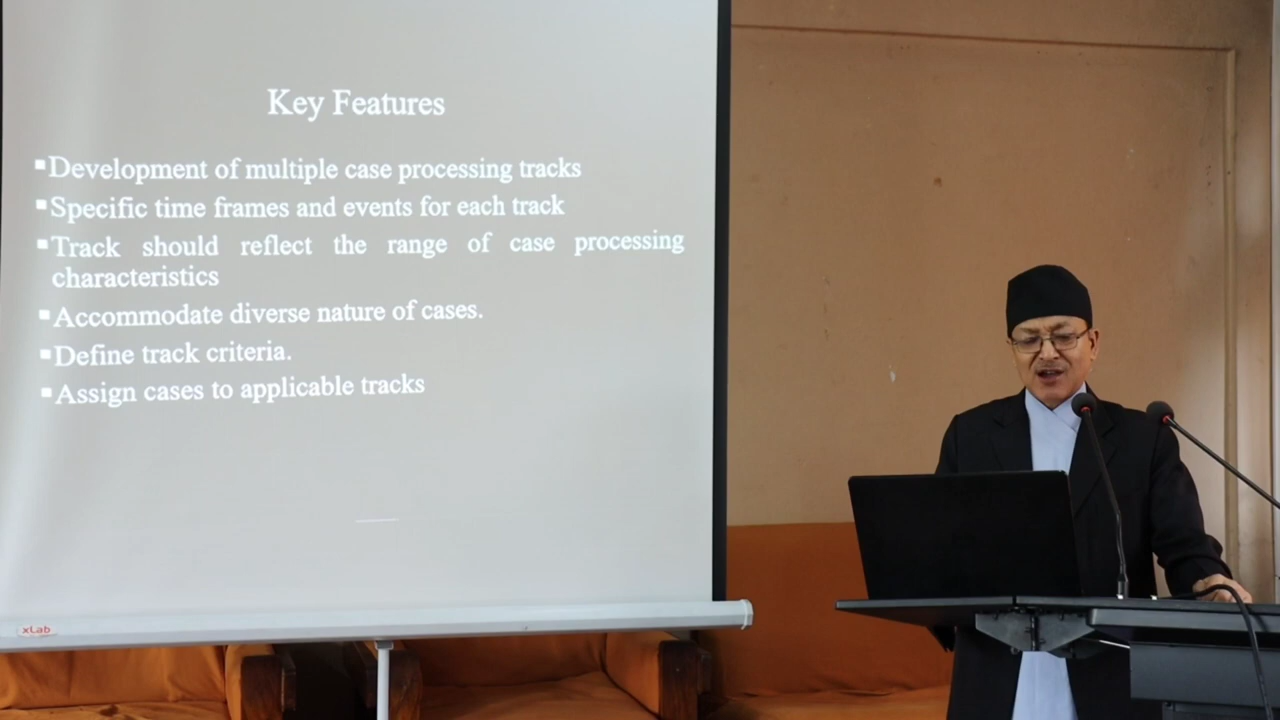 Key Features
▪Development of multiple case processing tracks
▪Specific time frames and events for each track
▪Track should reflect the range of case processing
characteristics
▪Accommodate diverse nature of cases.
▪Define track criteria.
▪Assign cases to applicable tracks
xLab